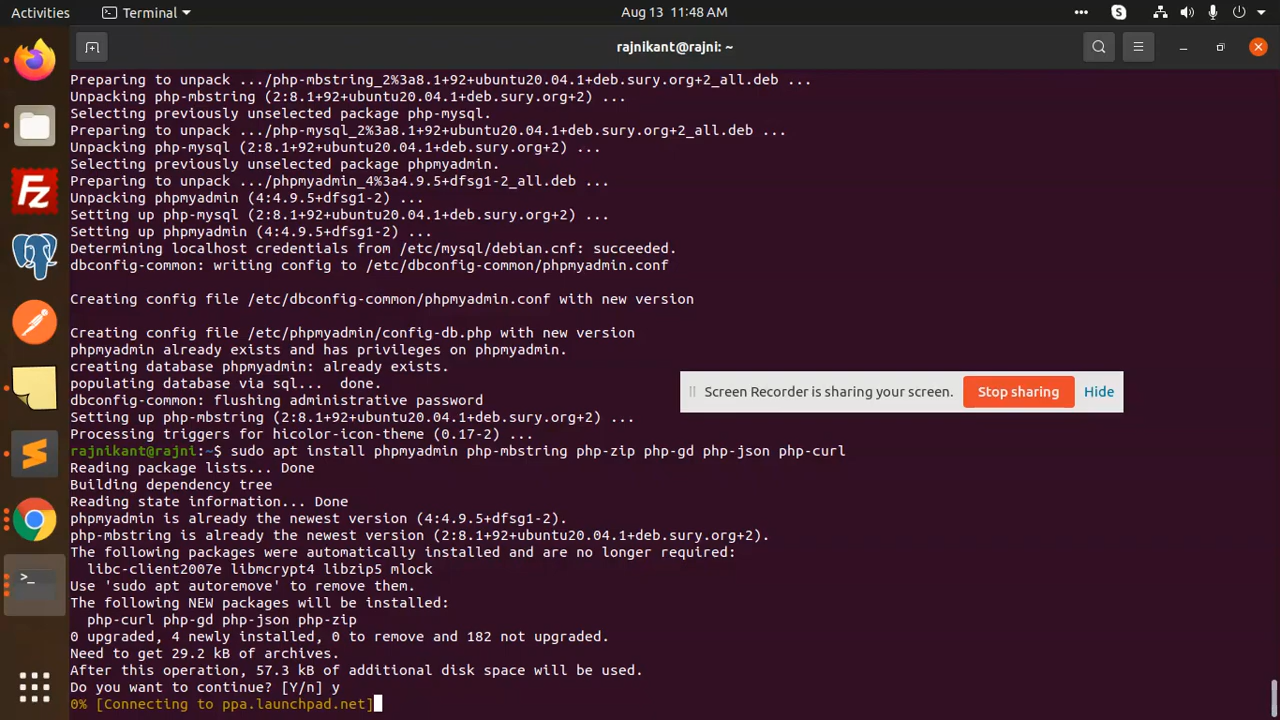 Activities
Terminal
Aug 13 11:48 AM
rajnikant@rajni: ~
Preparing to unpack .../php-mbstring_2%3a8.1+92+ubuntu20.04.1+deb.sury.org+2_all.deb ...
Unpacking php-mbstring (2:8.1+92+ubuntu20.04.1+deb.sury.org+2) ...
Selecting previously unselected package php-mysql.
Preparing to unpack .../php-mysql_2%3a8.1+92+ubuntu20.04.1+deb.sury.org+2_all.deb ...
Unpacking php-mysql (2:8.1+92+ubuntu20.04.1+deb.sury.org+2) ...
Selecting previously unselected package phpmyadmin.
Preparing to unpack .../phpmyadmin_4%3a4.9.5+dfsg1-2_all.deb ...
Unpacking phpmyadmin (4:4.9.5+dfsg1-2) ...
Setting up php-mysql (2:8.1+92+ubuntu20.04.1+deb.sury.org+2) ...
Setting up phpmyadmin (4:4.9.5+dfsg1-2) ...
Determining localhost credentials from /etc/mysql/debian.cnf: succeeded.
dbconfig-common: writing config to /etc/dbconfig-common/phpmyadmin.conf
Creating config file /etc/dbconfig-common/phpmyadmin.conf with new version
Creating config file /etc/phpmyadmin/config-db.php with new version
phpmyadmin already exists and has privileges on phpmyadmin.
creating database phpmyadmin: already exists.
populating database via sql...  done.
dbconfig-common: flushing administrative password
Screen Recorder is sharing your screen. Stop sharing Hide
Setting up php-mbstring (2:8.1+92+ubuntu20.04.1+deb.sury.org+2) ...
Processing triggers for hicolor-icon-theme (0.17-2) ...
rajnikant@rajni:~$ sudo apt install phpmyadmin php-mbstring php-zip php-gd php-json php-curl
Reading package lists... Done
Building dependency tree
Reading state information... Done
phpmyadmin is already the newest version (4:4.9.5+dfsg1-2).
php-mbstring is already the newest version (2:8.1+92+ubuntu20.04.1+deb.sury.org+2).
The following packages were automatically installed and are no longer required:
libc-client2007e libmcrypt4 libzip5 mlock
Use 'sudo apt autoremove' to remove them.
The following NEW packages will be installed:
php-curl php-gd php-json php-zip
0 upgraded, 4 newly installed, 0 to remove and 182 not upgraded.
Need to get 29.2 kB of archives.
After this operation, 57.3 kB of additional disk space will be used.
Do you want to continue? [Y/n] y
0% [Connecting to ppa.launchpad.net]